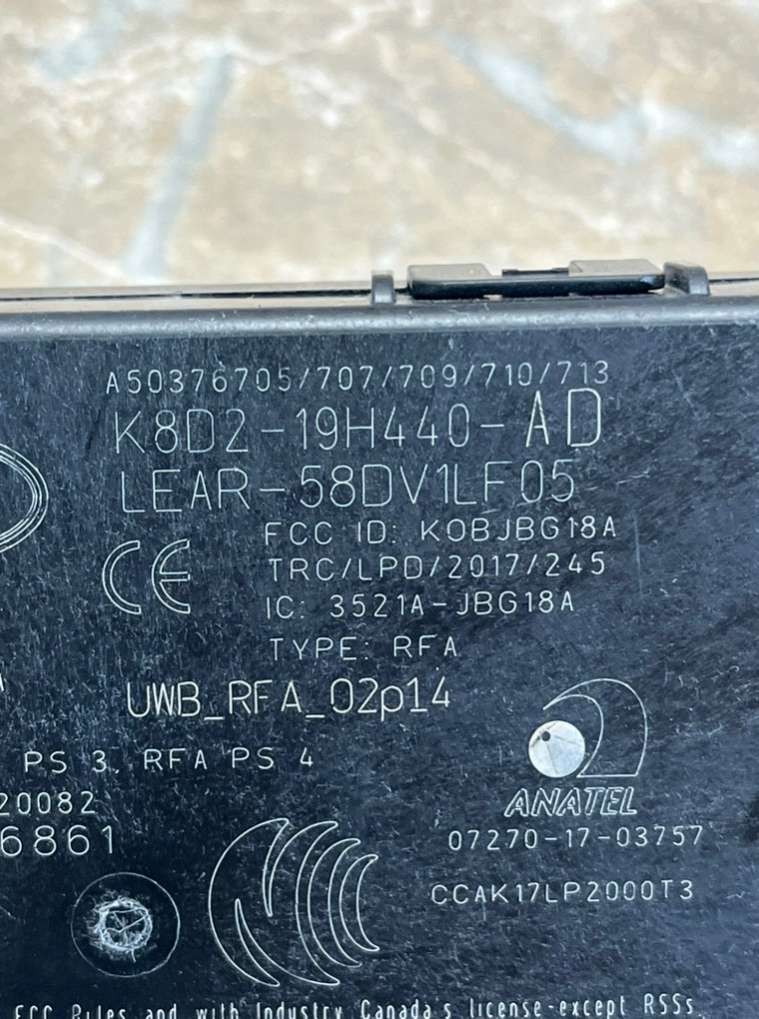 A50376705/707/709/710/713
K8D2-19H440-AD
LEAR-58DV1LF05
FCC ID: KOBJBG18A
CE
TRC/LPD/2017/245
IC: 3521A-JBG18A
TYPE: RFA
UWB_RFA_02p14
PS 3, RFA PS 4
20082
6861
ANATEL
07270-17-03757
CCAK17LP2000T3
FCC Rules and with Industry Canada's license-except RSSs.